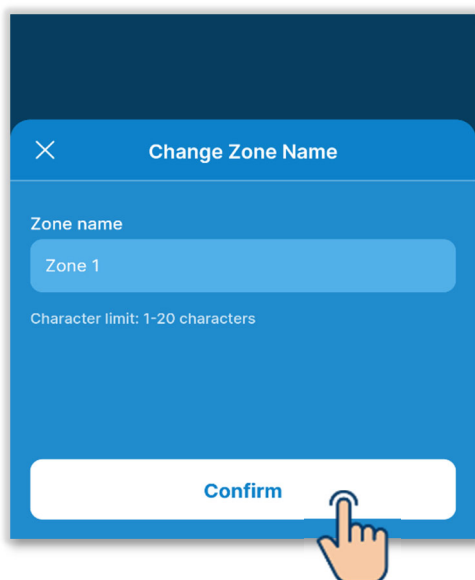 Change Zone Name
Zone name
Zone 1
Character limit: 1-20 characters
Confirm